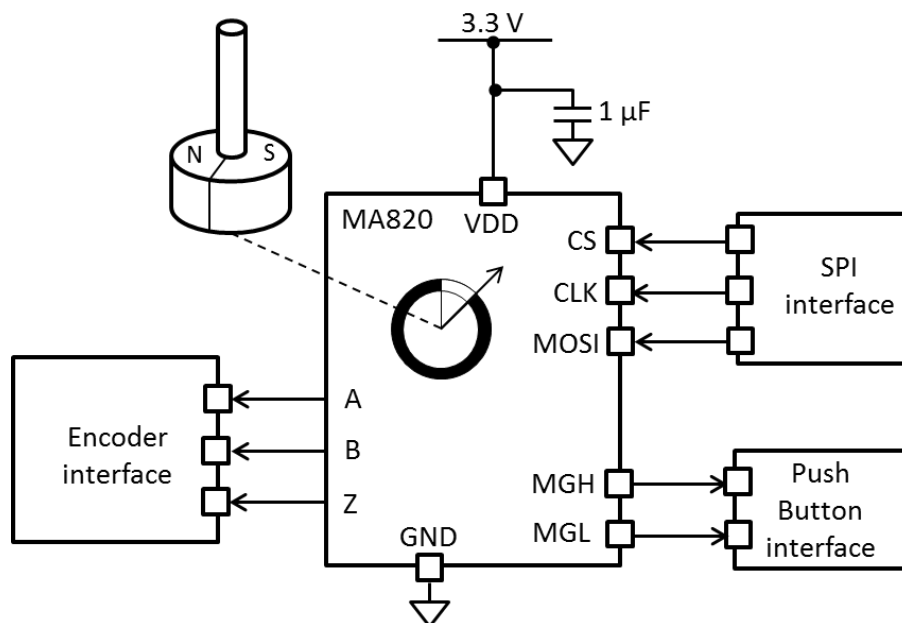 3.3 V
1 µF
N
S
MA820
VDD
CS
CLK
MOSI
SPI
interface
A
B
Z
Encoder
interface
MGH
MGL
Push
Button
interface
GND